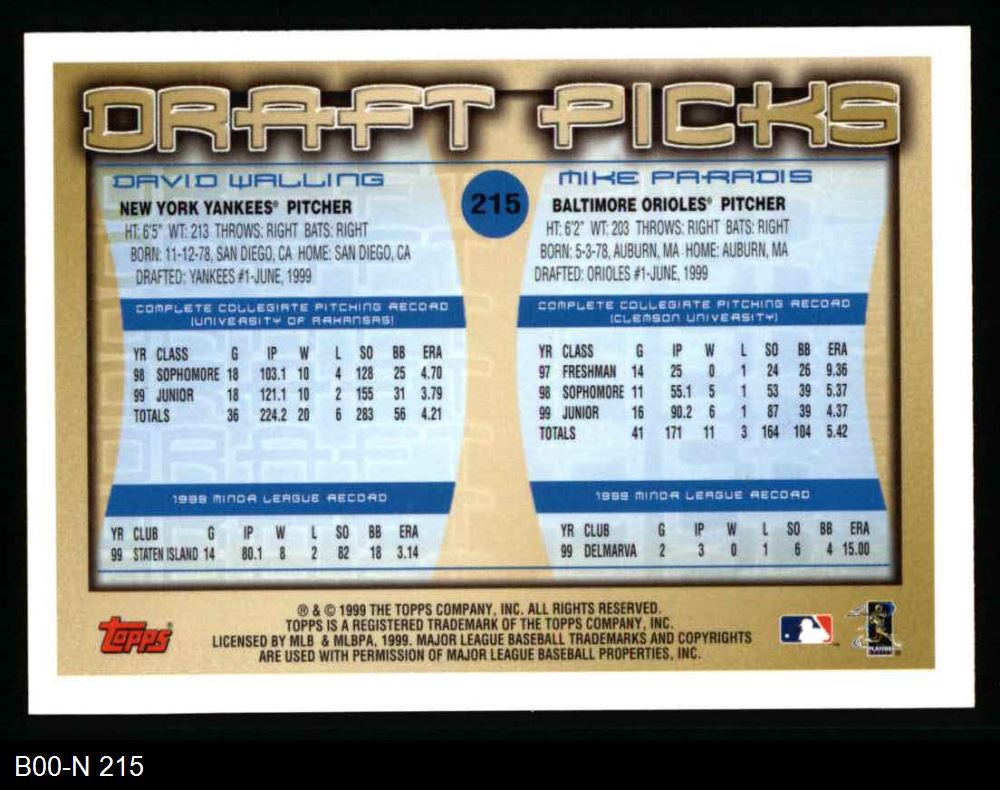 DRAFT PICKS
DAVID WALLING
NEW YORK YANKEES® PITCHER
HT: 6'5" WT: 213 THROWS: RIGHT BATS: RIGHT
BORN: 11-12-78, SAN DIEGO, CA HOME: SAN DIEGO, CA
DRAFTED: YANKEES #1-JUNE, 1999
COMPLETE COLLEGIATE PITCHING RECORD
(UNIVERSITY OF ARKANSAS)
YR CLASS G IP W L SO BB ERA
98 SOPHOMORE 18 103.1 10 4 128 25 4.70
99 JUNIOR 18 121.1 10 2 155 31 3.79
TOTALS 36 224.2 20 6 283 56 4.21
1999 MINOR LEAGUE RECORD
YR CLUB G IP W L SO BB ERA
99 STATEN ISLAND 14 80.1 8 2 82 18 3.14
215
MIKE PARADIS
BALTIMORE ORIOLES® PITCHER
HT: 6'2" WT: 203 THROWS: RIGHT BATS: RIGHT
BORN: 5-3-78, AUBURN, MA HOME: AUBURN, MA
DRAFTED: ORIOLES #1-JUNE, 1999
COMPLETE COLLEGIATE PITCHING RECORD
(CLEMSON UNIVERSITY)
YR CLASS G IP W L SO BB ERA
97 FRESHMAN 14 25 0 1 24 26 9.36
98 SOPHOMORE 11 55.1 5 1 53 39 5.37
99 JUNIOR 16 90.2 6 1 87 39 4.37
TOTALS 41 171 11 3 164 104 5.42
1999 MINOR LEAGUE RECORD
YR CLUB G IP W L SO BB ERA
99 DELMARVA 2 3 0 1 6 4 15.00
Topps
® & © 1999 THE TOPPS COMPANY, INC. ALL RIGHTS RESERVED.
TOPPS IS A REGISTERED TRADEMARK OF THE TOPPS COMPANY, INC.
LICENSED BY MLB & MLBPA, 1999. MAJOR LEAGUE BASEBALL TRADEMARKS AND COPYRIGHTS
ARE USED WITH PERMISSION OF MAJOR LEAGUE BASEBALL PROPERTIES, INC.
B00-N 215